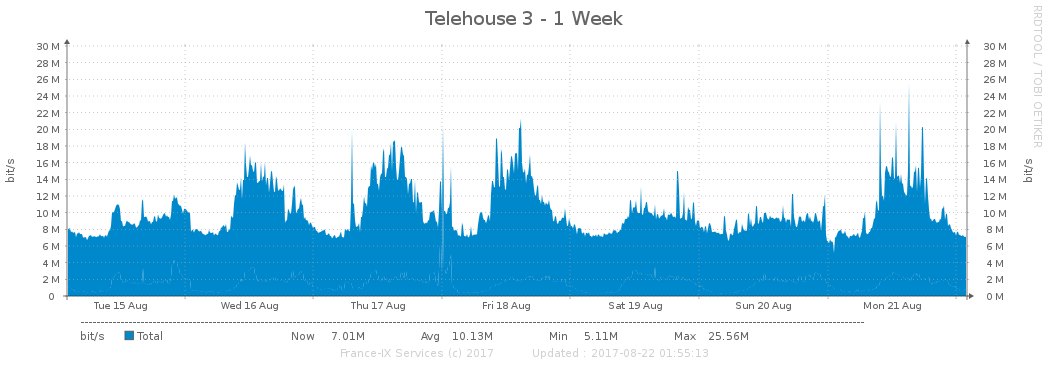 Telehouse 3 - 1 Week
RRDTOOL / TOBI OETIKER
bit/s
30 M 30 M
28 M 28 M
26 M 26 M
24 M 24 M
22 M 22 M
20 M 20 M
18 M 18 M
16 M 16 M
14 M 14 M
12 M 12 M
10 M 10 M
8 M 8 M
6 M 6 M
4 M 4 M
2 M 2 M
0 0 M
bit/s
Tue 15 Aug Wed 16 Aug Thu 17 Aug Fri 18 Aug Sat 19 Aug Sun 20 Aug Mon 21 Aug
bit/s Total Now 7.01M Avg 10.13M Min 5.11M Max 25.56M
France-IX Services (c) 2017 Updated : 2017-08-22 01:55:13